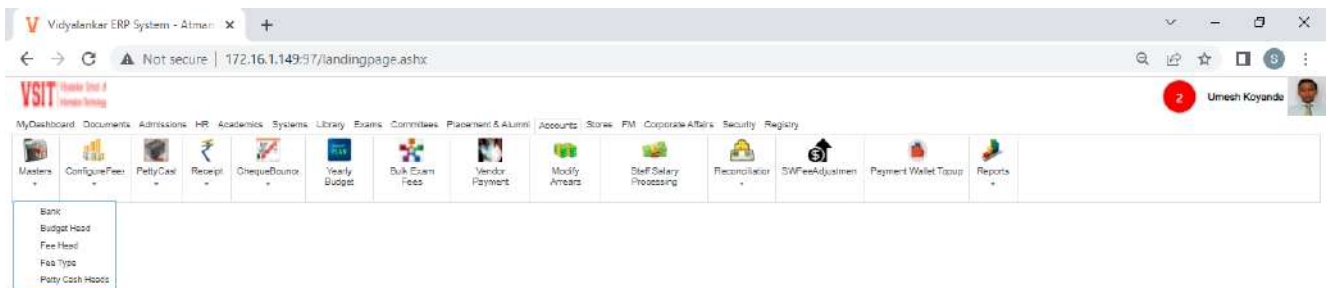 Vidyalankar ERP System - Atman
Not secure | 172.16.1.149:97/landingpage.ashx
S
VSIT
2 Umesh Koyande
MyDashboard Documents Admissions HR Academics Systems Library Exams Commitees Placement & Alumni Accounts Stores PM Corporate Affairs Security Registry
Masters ConfigureFees PettyCas Receipt ChequeBounce Yearly Bulk Exam Vendor Modify Staff Salary Reconciliation SWFeeAdjustmen Payment Wallet Topup Reports
Budget Fees Payment Arrears Processing
Bank
Budget Head
Fee Head
Fee Type
Petty Cash Heads